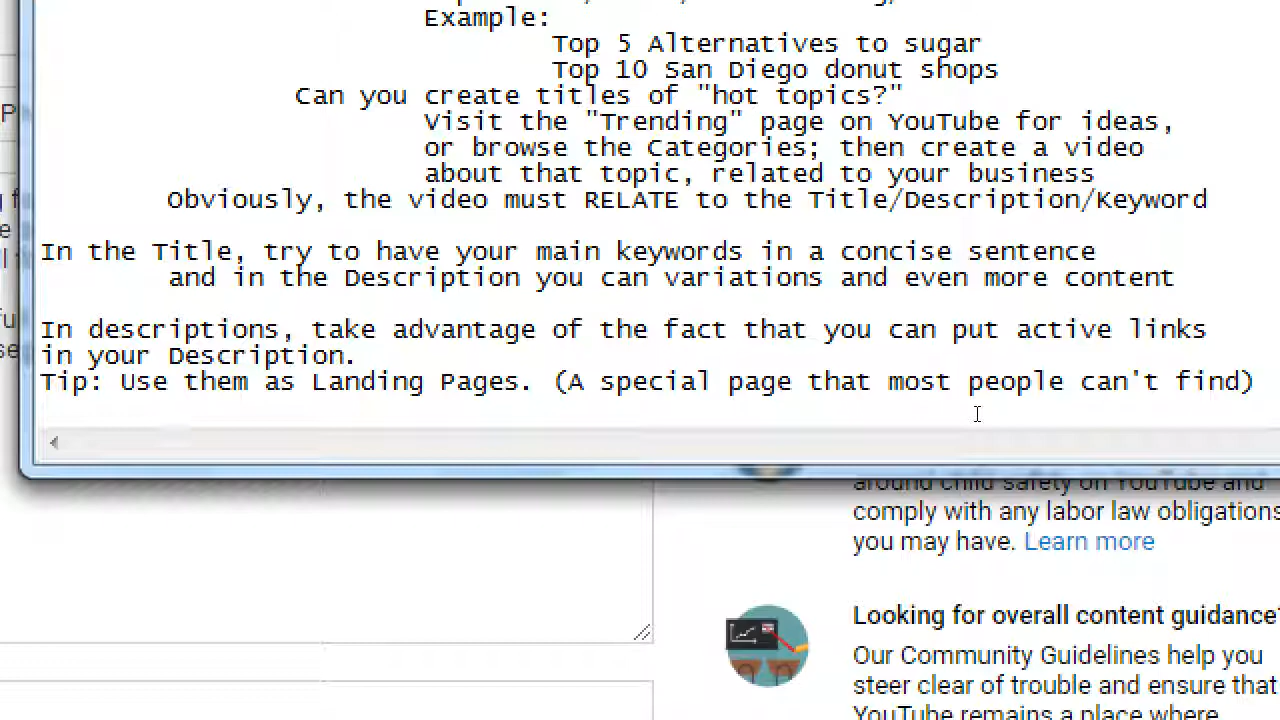 Example:
Top 5 Alternatives to sugar
Top 10 San Diego donut shops
Can you create titles of "hot topics?"
Visit the "Trending" page on YouTube for ideas,
or browse the Categories; then create a video
about that topic, related to your business
Obviously, the video must RELATE to the Title/Description/Keyword
In the Title, try to have your main keywords in a concise sentence
and in the Description you can variations and even more content
In descriptions, take advantage of the fact that you can put active links
in your Description.
Tip: Use them as Landing Pages. (A special page that most people can't find)
around child safety on YouTube and
comply with any labor law obligations
you may have. Learn more
Looking for overall content guidance?
Our Community Guidelines help you
steer clear of trouble and ensure that
YouTube remains a place where